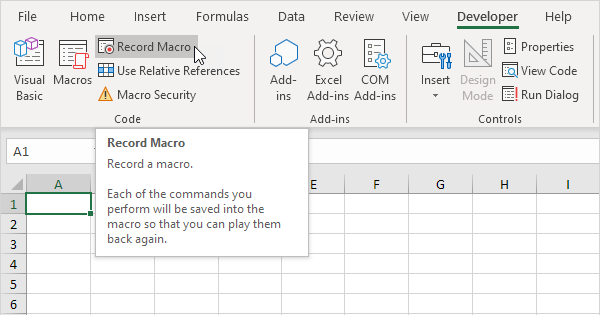 File Home Insert Formulas Data Review View Developer Help
Record Macro
Use Relative References
Macro Security
Visual Basic
Macros
Code
Add-ins
Excel Add-ins
COM Add-ins
Add-ins
Insert
Design Mode
Properties
View Code
Run Dialog
Controls
A1
Record Macro
Record a macro.
Each of the commands you
perform will be saved into the
macro so that you can play them
back again.
A E F G H I
1
2
3
4
5
6